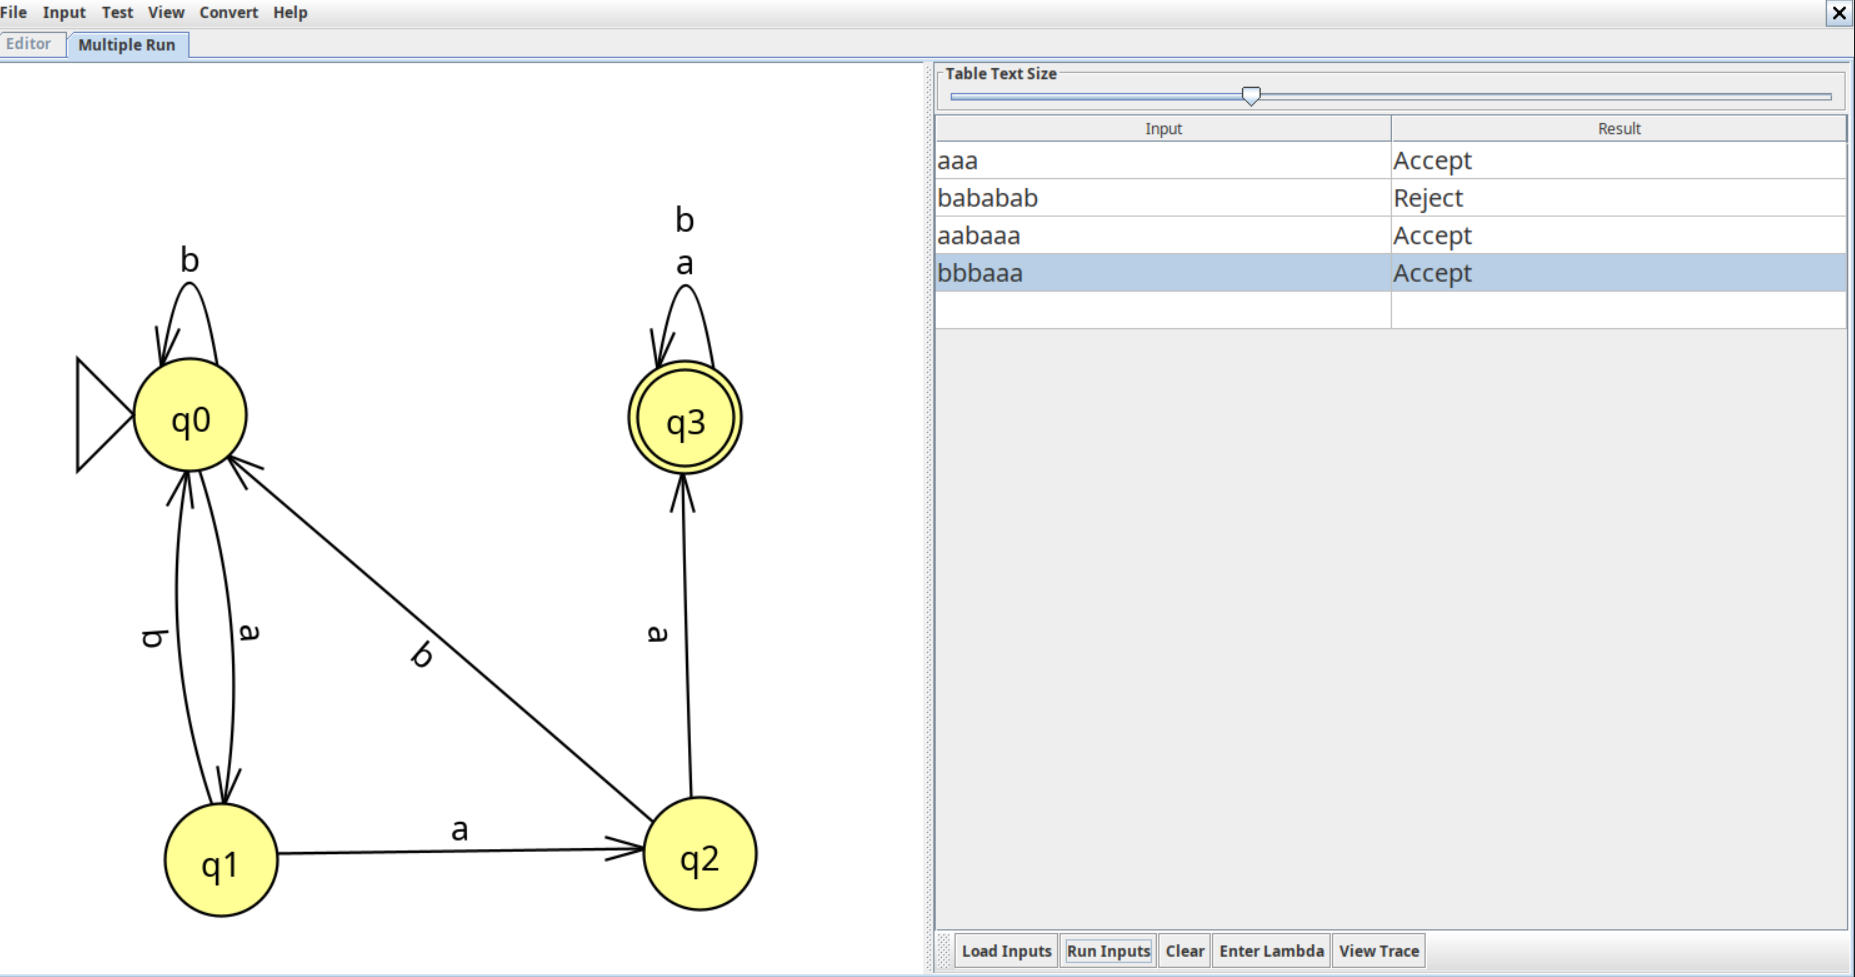 File Input Test View Convert Help
Editor Multiple Run
Table Text Size
Input Result
aaa Accept
bababab Reject
aabaaa Accept
bbbaaa Accept
b
b
a
q0
q3
b
a
b
a
a
q1
q2
Load Inputs Run Inputs Clear Enter Lambda View Trace